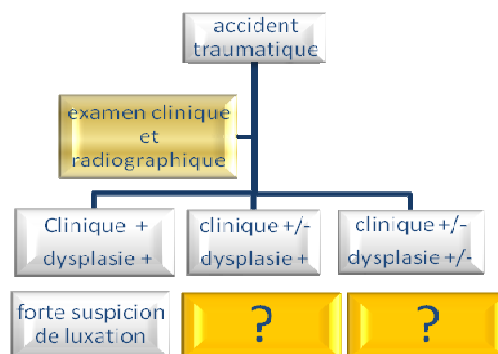 accident
traumatique
examen clinique
et
radiographique
Clinique +
dysplasie +
clinique +/-
dysplasie +
clinique +/-
dysplasie +/-
forte suspicion
de luxation
?
?